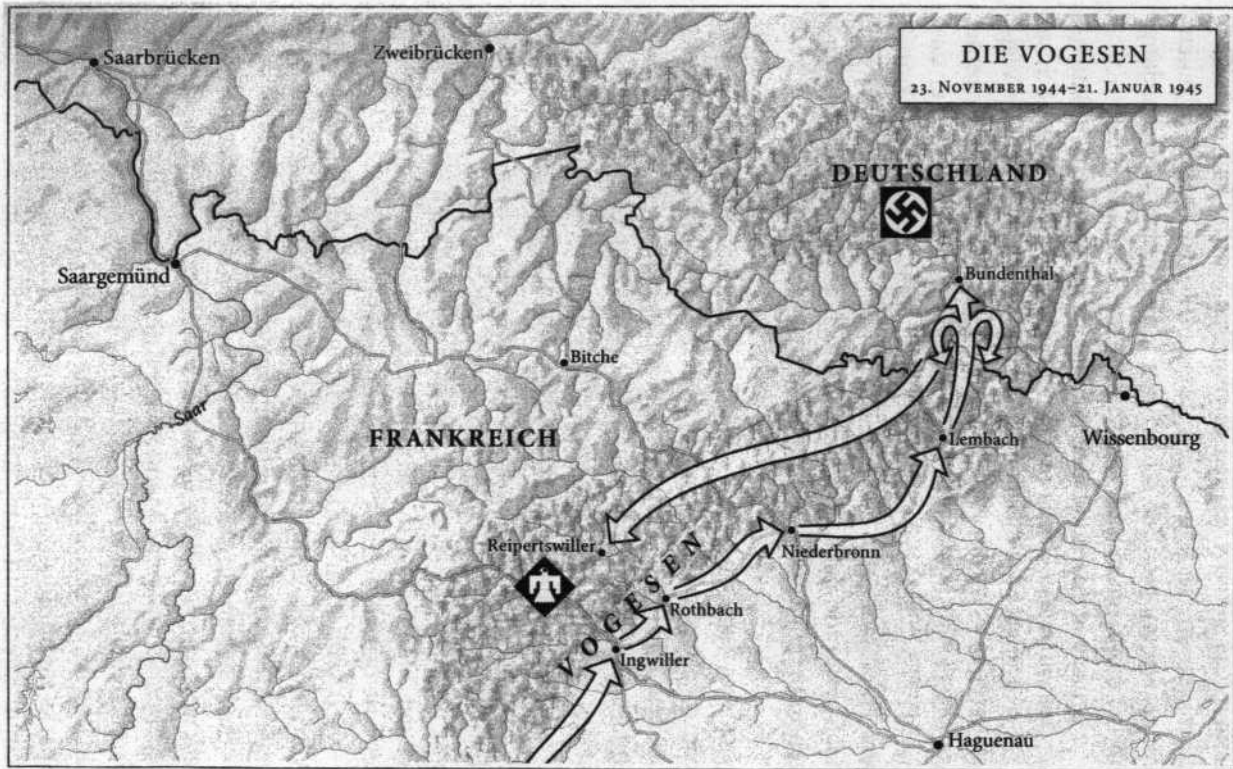 DIE VOGESEN
23. NOVEMBER 1944–21. JANUAR 1945
Saarbrücken
Zweibrücken
DEUTSCHLAND
Saargemünd
Bundenthal
Bitche
Saar
FRANKREICH
Lembach
Wissenbourg
Reipertswiller
Niederbronn
VOGESEN
Rothbach
Ingwiller
Haguenau